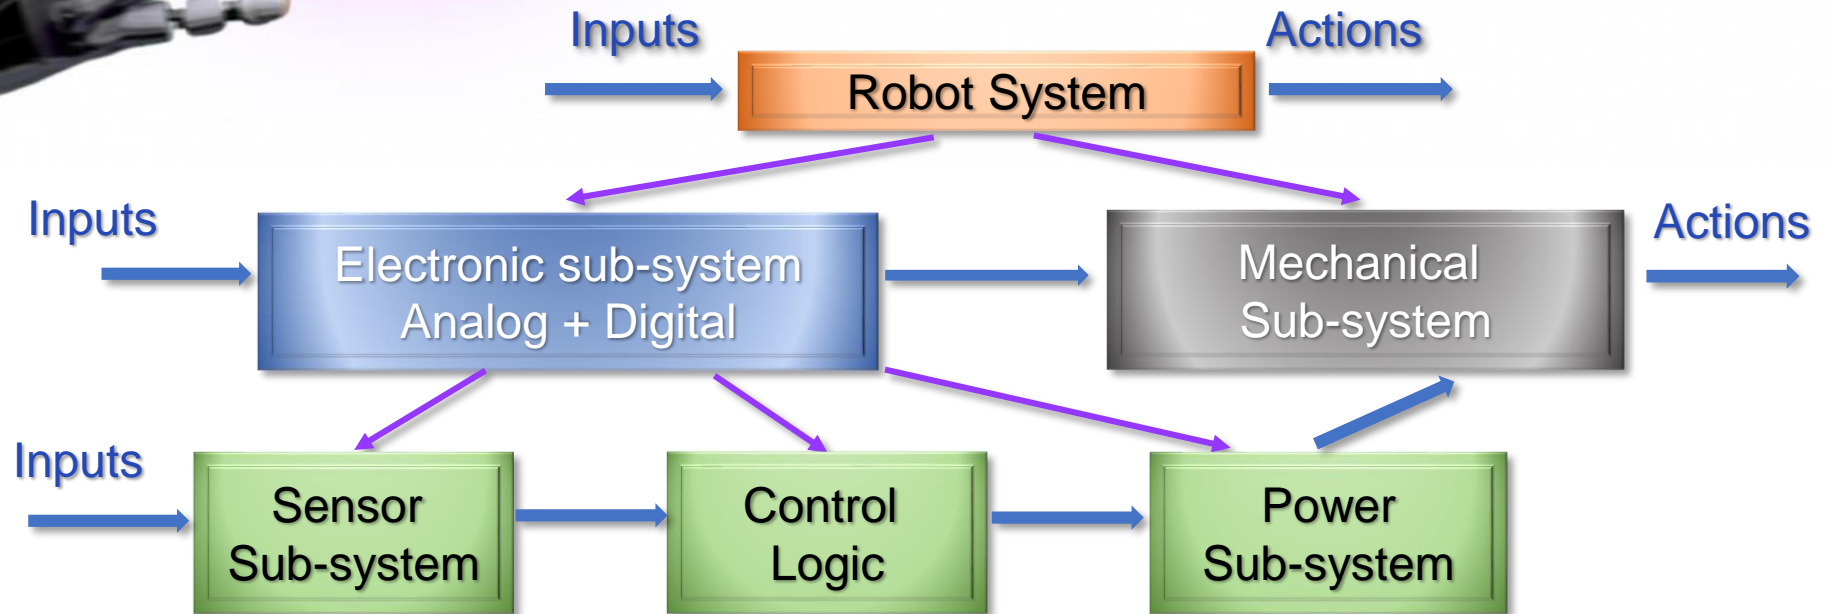 Inputs
Actions
Robot System
Inputs
Actions
Electronic sub-system
Analog + Digital
Mechanical
Sub-system
Inputs
Sensor
Sub-system
Control
Logic
Power
Sub-system